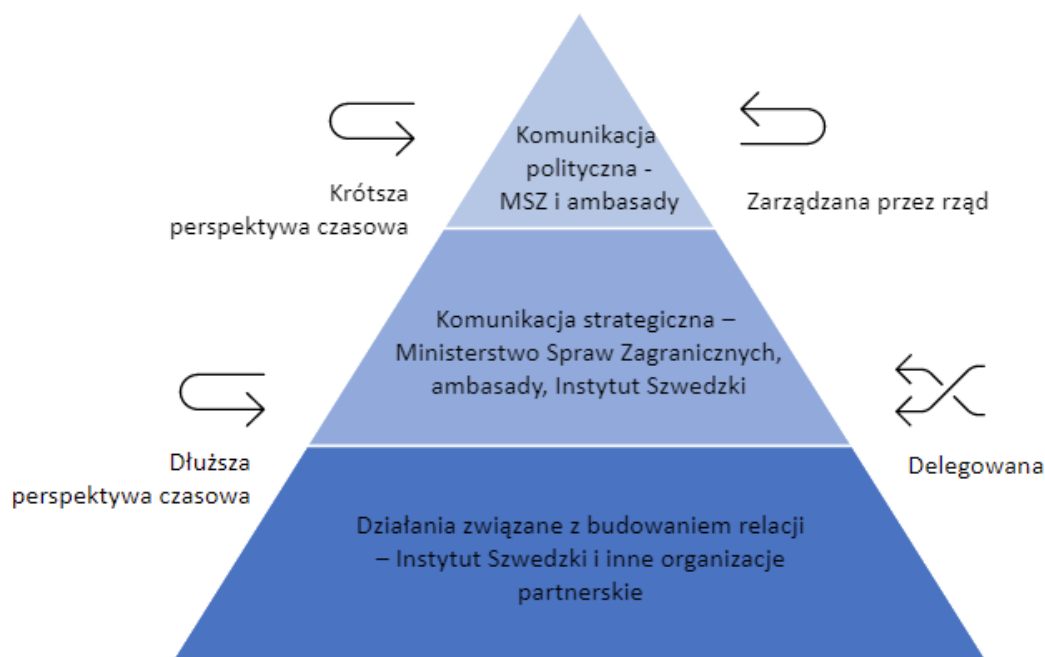 Komunikacja
polityczna -
MSZ i ambasady
Krótsza
perspektywa czasowa
Zarządzana przez rząd
Komunikacja strategiczna –
Ministerstwo Spraw Zagranicznych,
ambasady, Instytut Szwedzki
Dłuższa
perspektywa czasowa
Delegowana
Działania związane z budowaniem relacji
– Instytut Szwedzki i inne organizacje
partnerskie